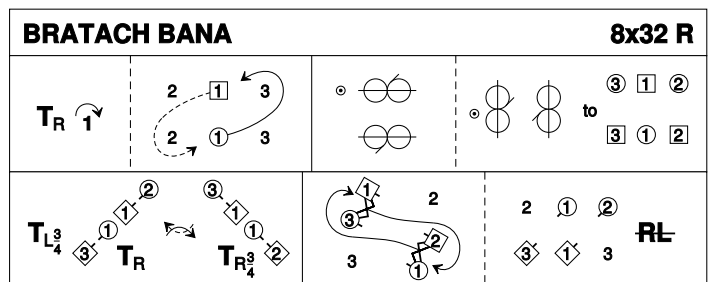 BRATACH BANA 8x32 R
2 1 3 3 1 2
TR 1 to
2 1 3 3 1 2
2 3 1 2 2 1 2
1 1 3
TL3/4 1 1 2 RL
3 TR TR3/4 2 3 1 3 1 3